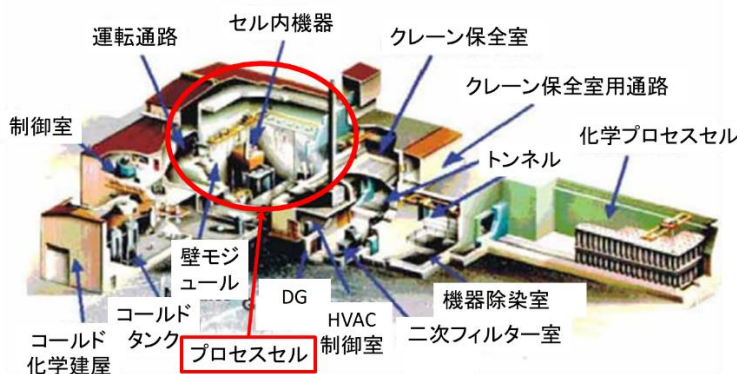 セル内機器
運転通路
クレーン保全室
クレーン保全室用通路
制御室
化学プロセスセル
トンネル
壁モジ
ュール
DG
機器除染室
コールド
タンク
HVAC
制御室
二次フィルター室
コールド
化学建屋
プロセスセル